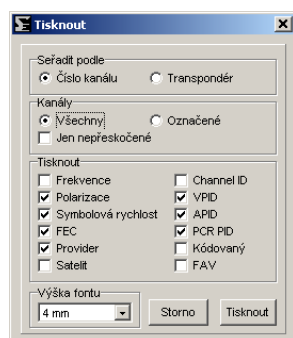 Tisknout
Seřadit podle
Číslo kanálu Transpondér
Kanály
Všechny Označené
Jen nepřeskočené
Tisknout
Frekvence Channel ID
Polarizace VPID
Symbolová rychlost APID
FEC PCR PID
Provider Kódovaný
Satelit FAV
Výška fontu
4 mm Storno Tisknout